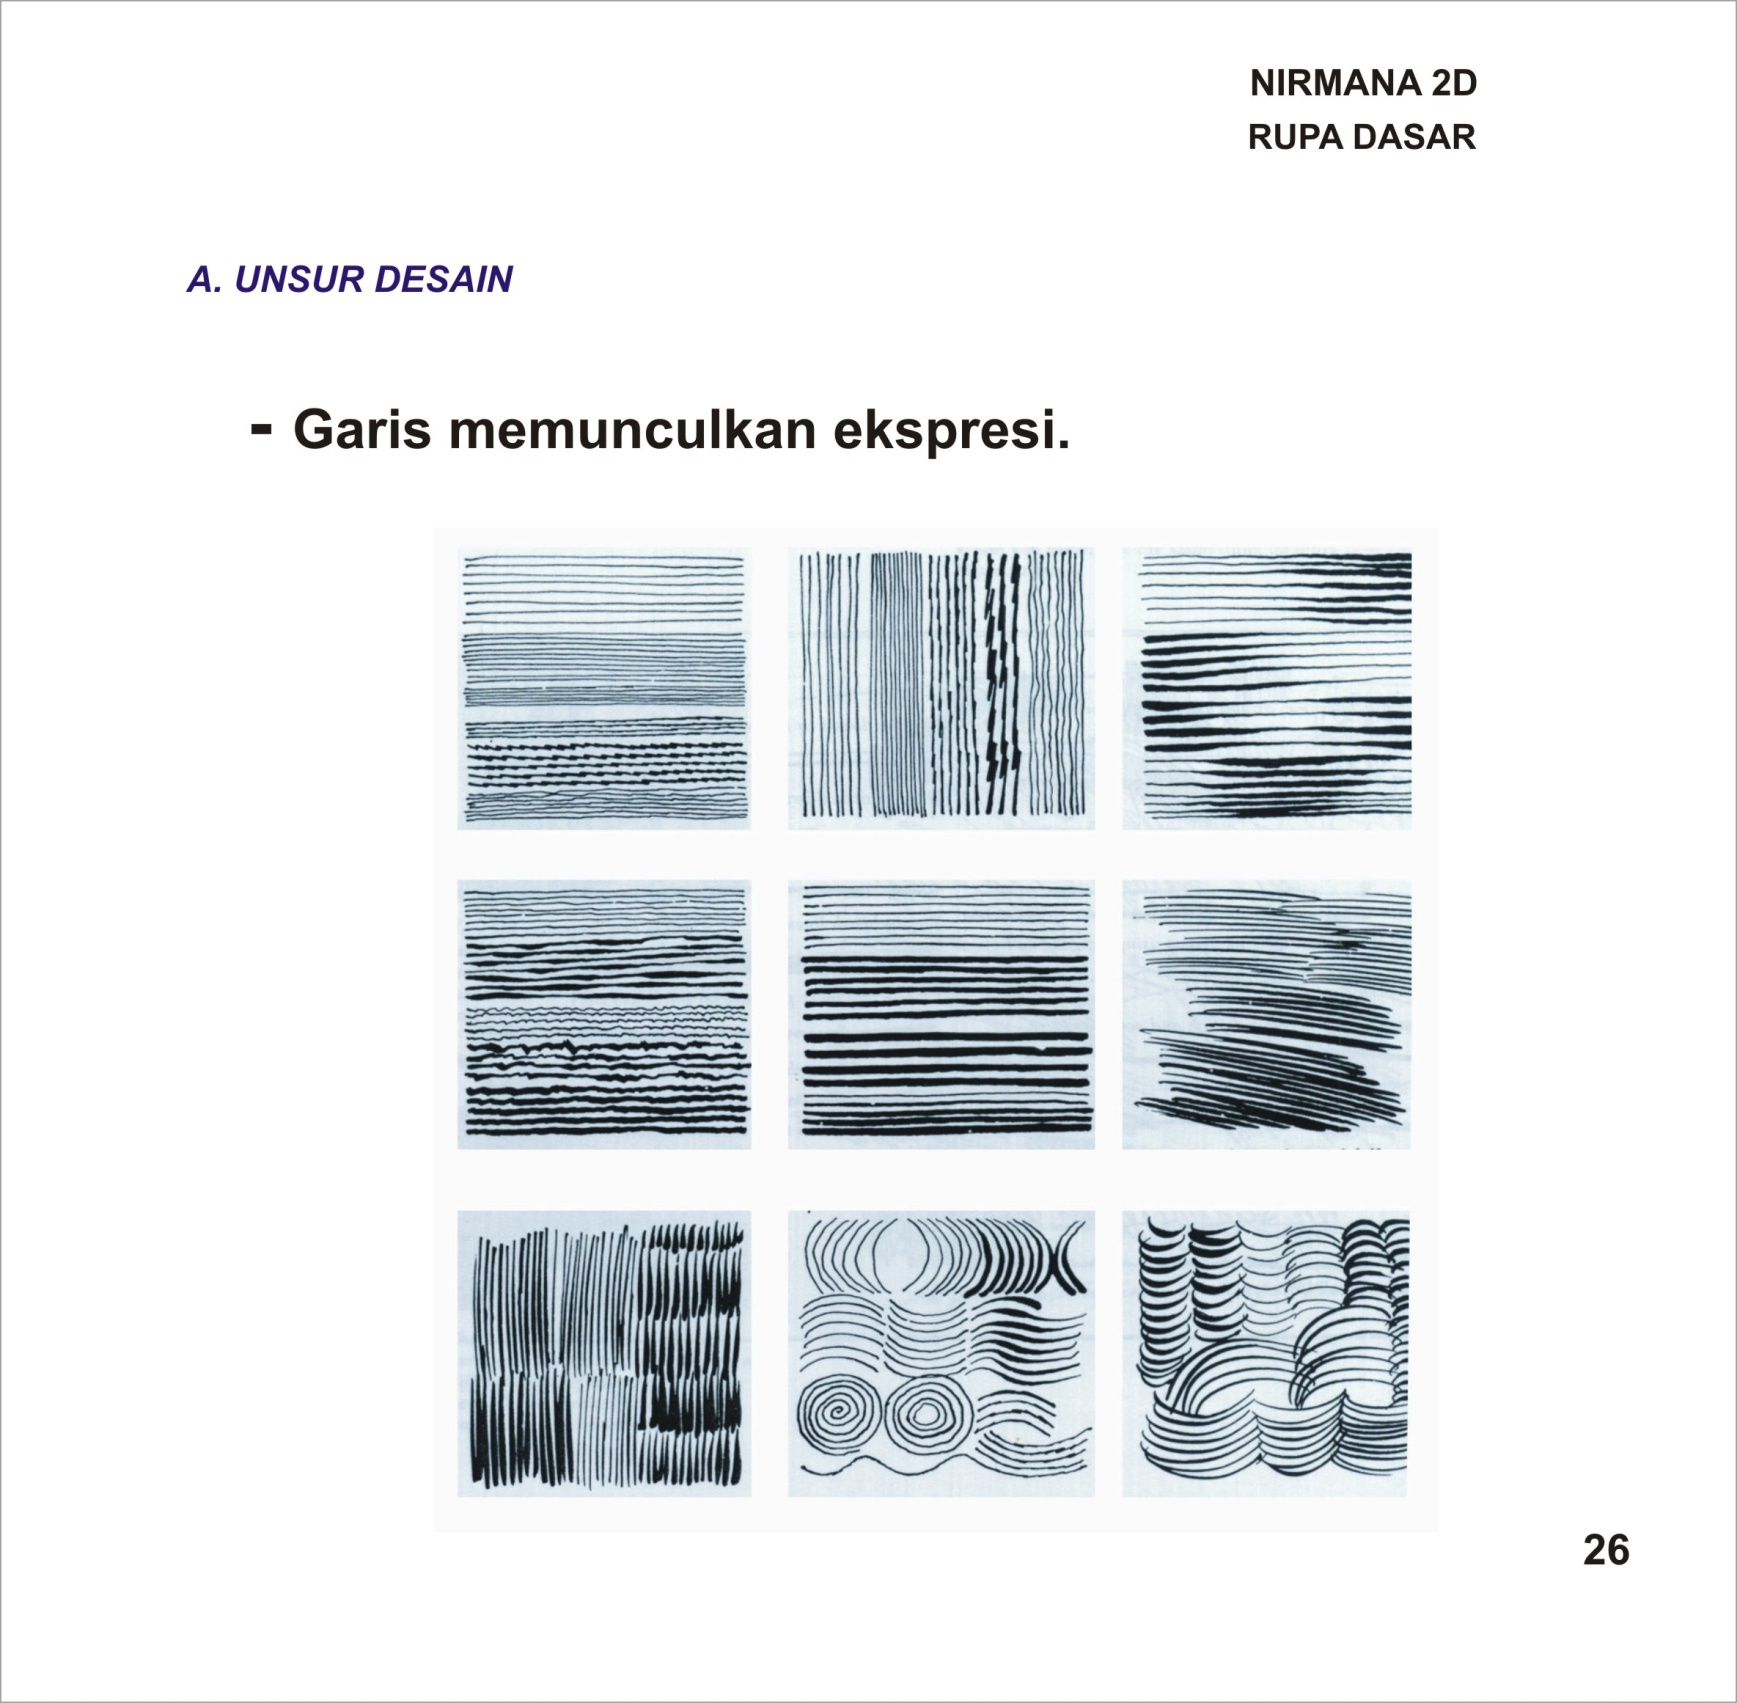 NIRMANA 2D
RUPA DASAR
A. UNSUR DESAIN
- Garis memunculkan ekspresi.
26